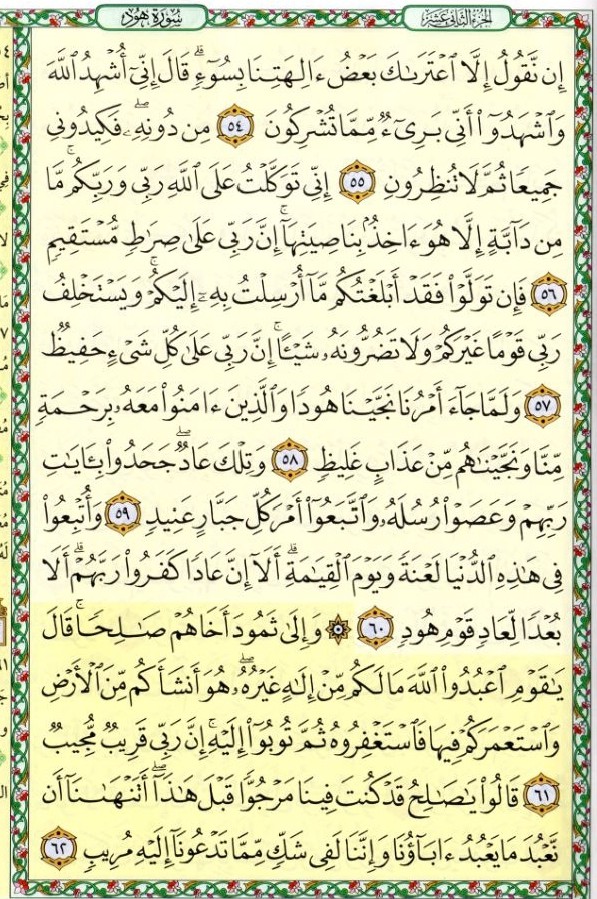 الجزء الثاني عشر
سورة هود
إِن نَّقُولُ إِلَّا ٱعْتَرَىٰكَ بَعْضُ ءَالِهَتِنَا بِسُوٓءٍۗ قَالَ إِنِّىٓ أُشْهِدُ ٱللَّهَ
وَٱشْهَدُوٓا۟ أَنِّى بَرِىٓءٌ مِّمَّا تُشْرِكُونَ ٥٤ مِن دُونِهِۦۖ فَكِيدُونِى
جَمِيعًا ثُمَّ لَا تُنظِرُونِ ٥٥ إِنِّى تَوَكَّلْتُ عَلَى ٱللَّهِ رَبِّى وَرَبِّكُمۚ مَّا
مِن دَآبَّةٍ إِلَّا هُوَ ءَاخِذٌۢ بِنَاصِيَتِهَآۚ إِنَّ رَبِّى عَلَىٰ صِرَٰطٍ مُّسْتَقِيمٍ
٥٦ فَإِن تَوَلَّوْا۟ فَقَدْ أَبْلَغْتُكُم مَّآ أُرْسِلْتُ بِهِۦٓ إِلَيْكُمْۚ وَيَسْتَخْلِفُ
رَبِّى قَوْمًا غَيْرَكُمْ وَلَا تَضُرُّونَهُۥ شَيْـًٔاۚ إِنَّ رَبِّى عَلَىٰ كُلِّ شَىْءٍ حَفِيظٌ
٥٧ وَلَمَّا جَآءَ أَمْرُنَا نَجَّيْنَا هُودًا وَٱلَّذِينَ ءَامَنُوا۟ مَعَهُۥ بِرَحْمَةٍ
مِّنَّا وَنَجَّيْنَٰهُم مِّنْ عَذَابٍ غَلِيظٍ ٥٨ وَتِلْكَ عَادٌۖ جَحَدُوا۟ بِـَٔايَٰتِ
رَبِّهِمْ وَعَصَوْا۟ رُسُلَهُۥ وَٱتَّبَعُوٓا۟ أَمْرَ كُلِّ جَبَّارٍ عَنِيدٍ ٥٩ وَأُتْبِعُوا۟
فِى هَٰذِهِ ٱلدُّنْيَا لَعْنَةً وَيَوْمَ ٱلْقِيَٰمَةِۗ أَلَآ إِنَّ عَادًا كَفَرُوا۟ رَبَّهُمْۗ أَلَا
بُعْدًا لِّعَادٍ قَوْمِ هُودٍ ٦٠ ۞ وَإِلَىٰ ثَمُودَ أَخَاهُمْ صَٰلِحًاۚ قَالَ
يَٰقَوْمِ ٱعْبُدُوا۟ ٱللَّهَ مَا لَكُم مِّنْ إِلَٰهٍ غَيْرُهُۥۖ هُوَ أَنشَأَكُم مِّنَ ٱلْأَرْضِ
وَٱسْتَعْمَرَكُمْ فِيهَا فَٱسْتَغْفِرُوهُ ثُمَّ تُوبُوٓا۟ إِلَيْهِۚ إِنَّ رَبِّى قَرِيبٌ مُّجِيبٌ
٦١ قَالُوا۟ يَٰصَٰلِحُ قَدْ كُنتَ فِينَا مَرْجُوًّا قَبْلَ هَٰذَآۖ أَتَنْهَىٰنَآ أَن
نَّعْبُدَ مَا يَعْبُدُ ءَابَآؤُنَا وَإِنَّنَا لَفِى شَكٍّ مِّمَّا تَدْعُونَآ إِلَيْهِ مُرِيبٍ ٦٢